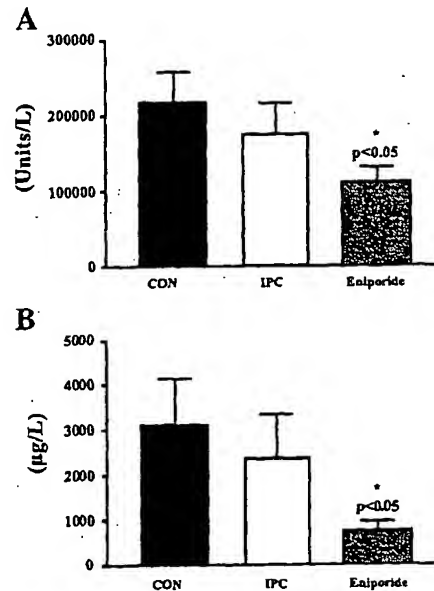 A
300000
200000
100000
0
(Units/L)
*
p<0.05
CON IPC Eniporide
B
5000
4000
3000
2000
1000
0
(µg/L)
*
p<0.05
CON IPC Eniporide